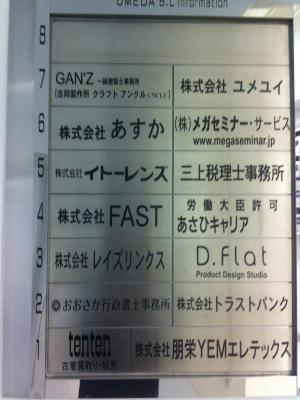 UMEDA B.L Information
8
7
GAN'Z 一級建築士事務所
[吉岡製作所 クラフト アンクル UNCLE]
株式会社 ユメユイ
6
株式会社 あすか
(株)メガセミナー・サービス
www.megaseminar.jp
5
株式会社 イトーレンズ
三上税理士事務所
4
株式会社 FAST
労働大臣許可
あさひキャリア
3
株式会社 レイズリンクス
D.Flat
Product Design Studio
2
おおさか行政書士事務所
株式会社 トラストバンク
1
tenten
古着買取り・販売
株式会社 朋栄YEMエレテックス